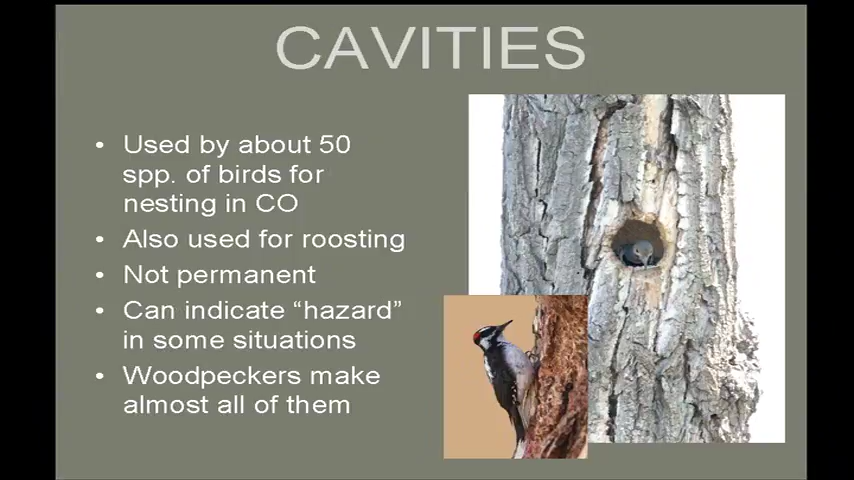 CAVITIES
• Used by about 50
spp. of birds for
nesting in CO
• Also used for roosting
• Not permanent
• Can indicate “hazard”
in some situations
• Woodpeckers make
almost all of them